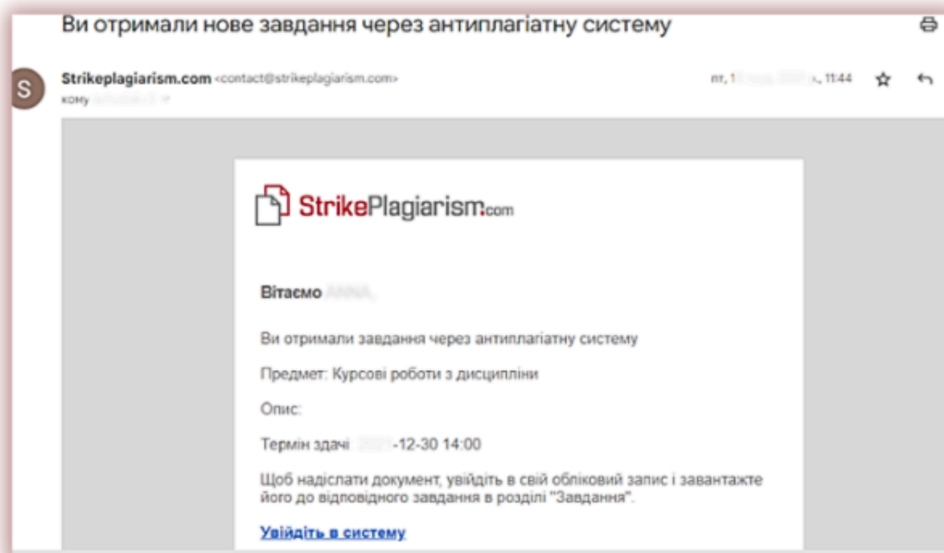 Ви отримали нове завдання через антиплагіатну систему
S
Strikeplagiarism.com <contact@strikeplagiarism.com>
пт, 11:44
кому
StrikePlagiarism.com
Вітаємо
Ви отримали завдання через антиплагіатну систему
Предмет: Курсові роботи з дисципліни
Опис:
Термін здачі -12-30 14:00
Щоб надіслати документ, увійдіть в свій обліковий запис і завантажте
його до відповідного завдання в розділі "Завдання".
Увійдіть в систему